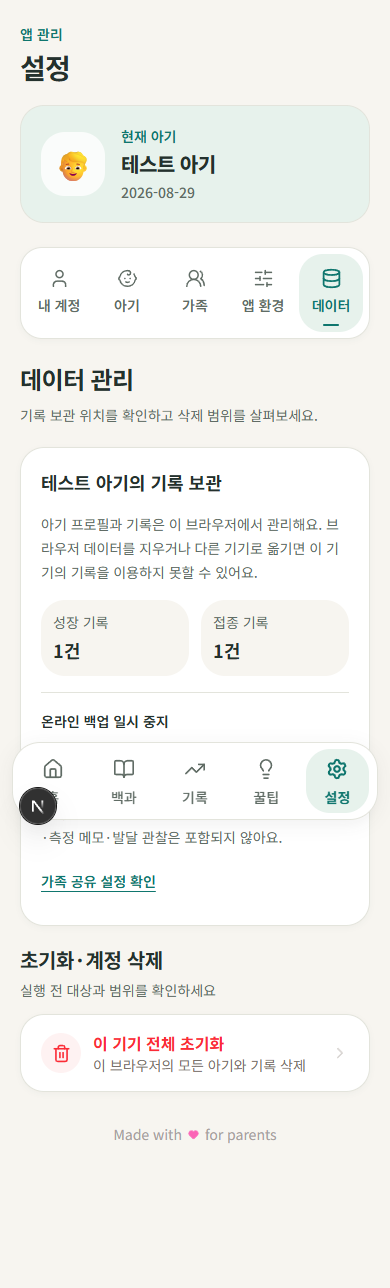 앱 관리
설정
현재 아기
테스트 아기
2026-08-29
내 계정
아기
가족
앱 환경
데이터
데이터 관리
기록 보관 위치를 확인하고 삭제 범위를 살펴보세요.
테스트 아기의 기록 보관
아기 프로필과 기록은 이 브라우저에서 관리해요. 브
라우저 데이터를 지우거나 다른 기기로 옮기면 이 기
기의 기록을 이용하지 못할 수 있어요.
성장 기록
1건
접종 기록
1건
온라인 백업 일시 중지
백과
기록
꿀팁
설정
N
·측정 메모·발달 관찰은 포함되지 않아요.
가족 공유 설정 확인
초기화·계정 삭제
실행 전 대상과 범위를 확인하세요
이 기기 전체 초기화
이 브라우저의 모든 아기와 기록 삭제
Made with for parents